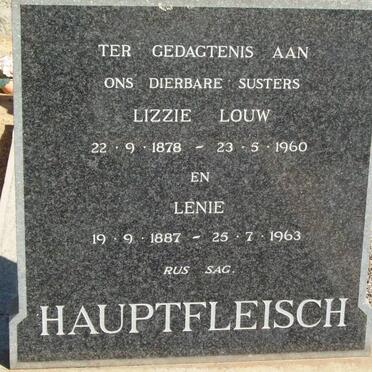 TER GEDAGTENIS AAN
ONS DIERBARE SUSTERS
LIZZIE LOUW
22 · 9 · 1878 – 23 · 5 · 1960
EN
LENIE
19 · 9 · 1887 – 25 · 7 · 1963
RUS SAG.
HAUPTFLEISCH